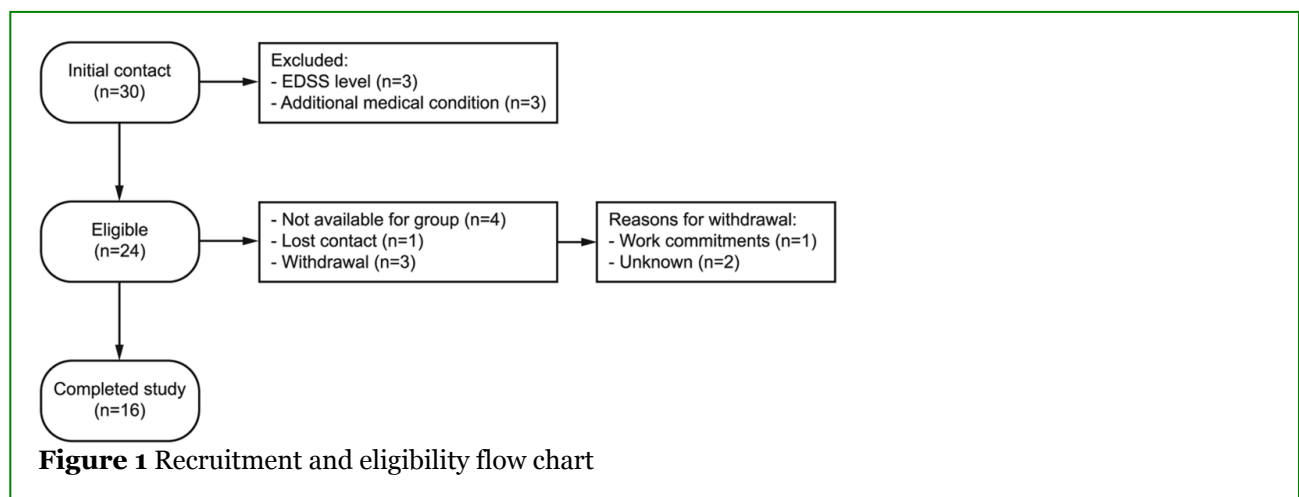 Initial contact
(n=30)
Excluded:
- EDSS level (n=3)
- Additional medical condition (n=3)
Eligible
(n=24)
- Not available for group (n=4)
- Lost contact (n=1)
- Withdrawal (n=3)
Reasons for withdrawal:
- Work commitments (n=1)
- Unknown (n=2)
Completed study
(n=16)
Figure 1 Recruitment and eligibility flow chart